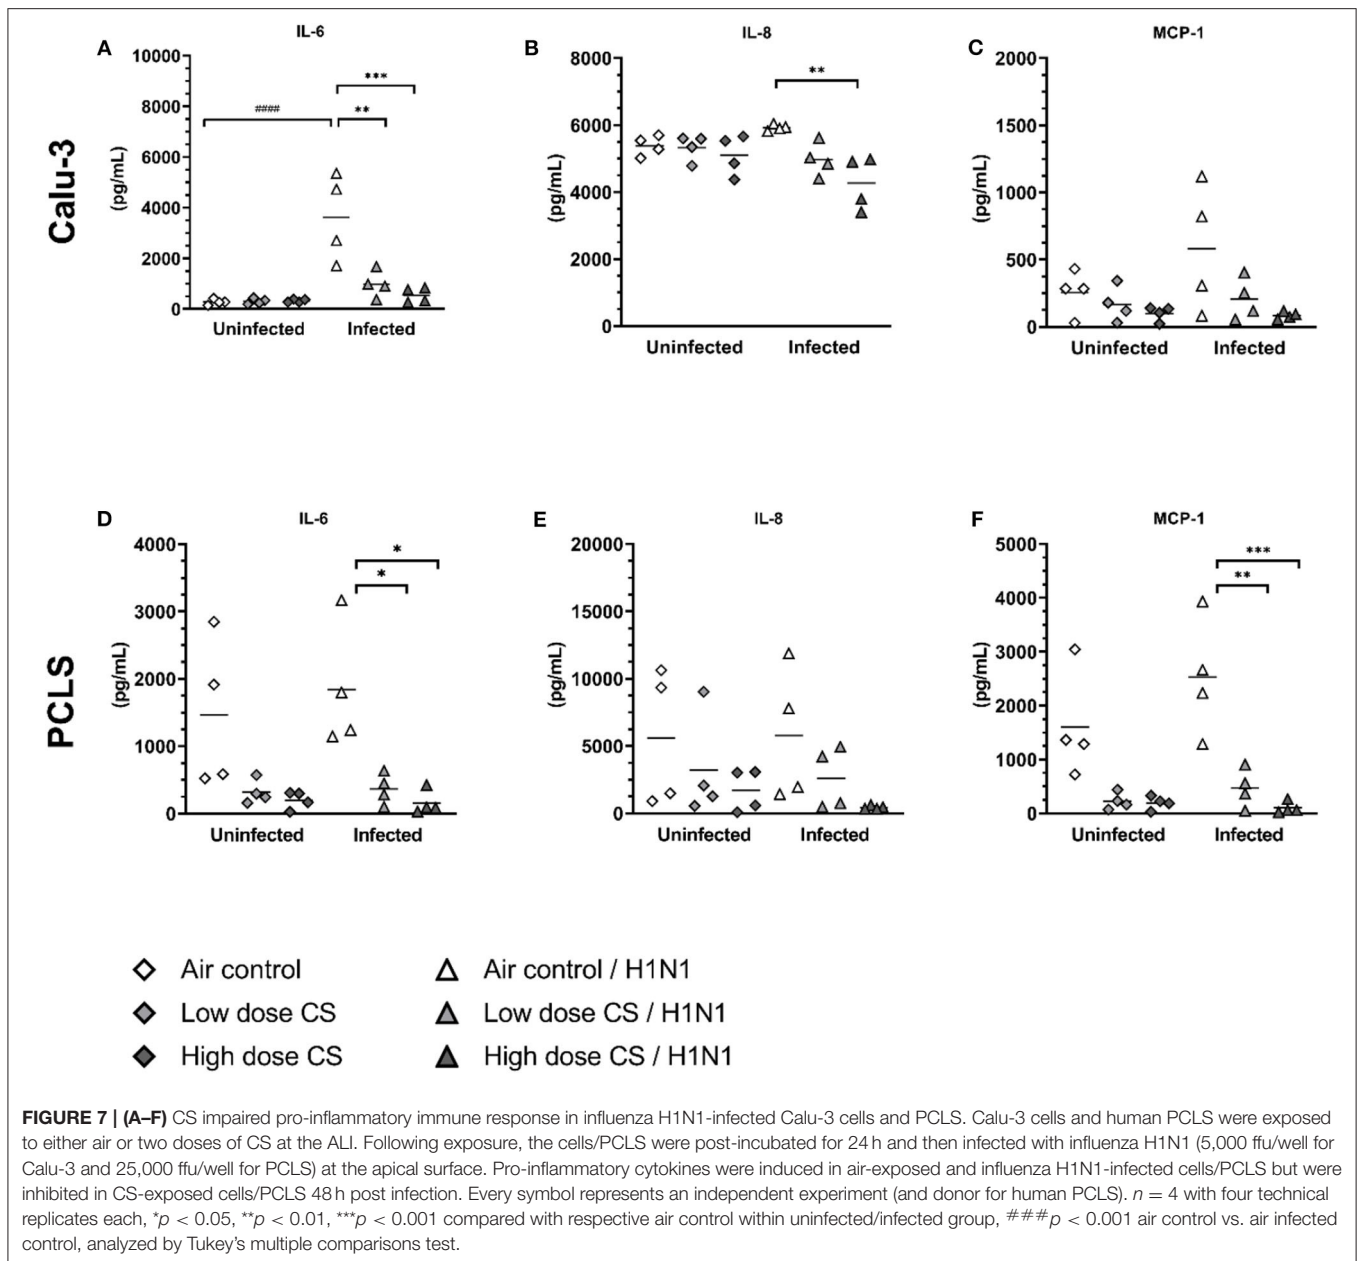 Calu-3
A
IL-6
10000
8000
6000
4000
2000
0
(pg/mL)
####
***
**
Uninfected Infected
B
IL-8
8000
6000
4000
2000
0
(pg/mL)
**
Uninfected Infected
C
MCP-1
2000
1500
1000
500
0
(pg/mL)
Uninfected Infected
PCLS
D
IL-6
4000
3000
2000
1000
0
(pg/mL)
*
*
Uninfected Infected
E
IL-8
20000
15000
10000
5000
0
(pg/mL)
Uninfected Infected
F
MCP-1
5000
4000
3000
2000
1000
0
(pg/mL)
***
**
Uninfected Infected
Air control
Low dose CS
High dose CS
Air control / H1N1
Low dose CS / H1N1
High dose CS / H1N1
FIGURE 7 | (A–F) CS impaired pro-inflammatory immune response in influenza H1N1-infected Calu-3 cells and PCLS. Calu-3 cells and human PCLS were exposed
to either air or two doses of CS at the ALI. Following exposure, the cells/PCLS were post-incubated for 24 h and then infected with influenza H1N1 (5,000 ffu/well for
Calu-3 and 25,000 ffu/well for PCLS) at the apical surface. Pro-inflammatory cytokines were induced in air-exposed and influenza H1N1-infected cells/PCLS but were
inhibited in CS-exposed cells/PCLS 48 h post infection. Every symbol represents an independent experiment (and donor for human PCLS). n = 4 with four technical
replicates each, *p < 0.05, **p < 0.01, ***p < 0.001 compared with respective air control within uninfected/infected group, ###p < 0.001 air control vs. air infected
control, analyzed by Tukey's multiple comparisons test.